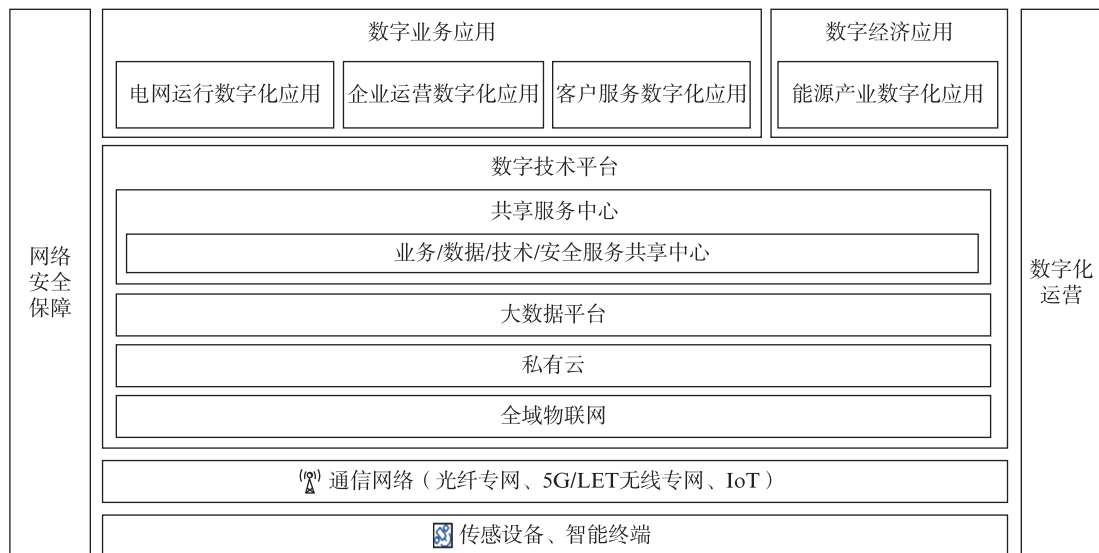 网络
安全
保障
数字业务应用
电网运行数字化应用
企业运营数字化应用
客户服务数字化应用
数字经济应用
能源产业数字化应用
数字技术平台
共享服务中心
业务/数据/技术/安全服务共享中心
大数据平台
私有云
全域物联网
通信网络（光纤专网、5G/LET无线专网、IoT）
传感设备、智能终端
数字化
运营